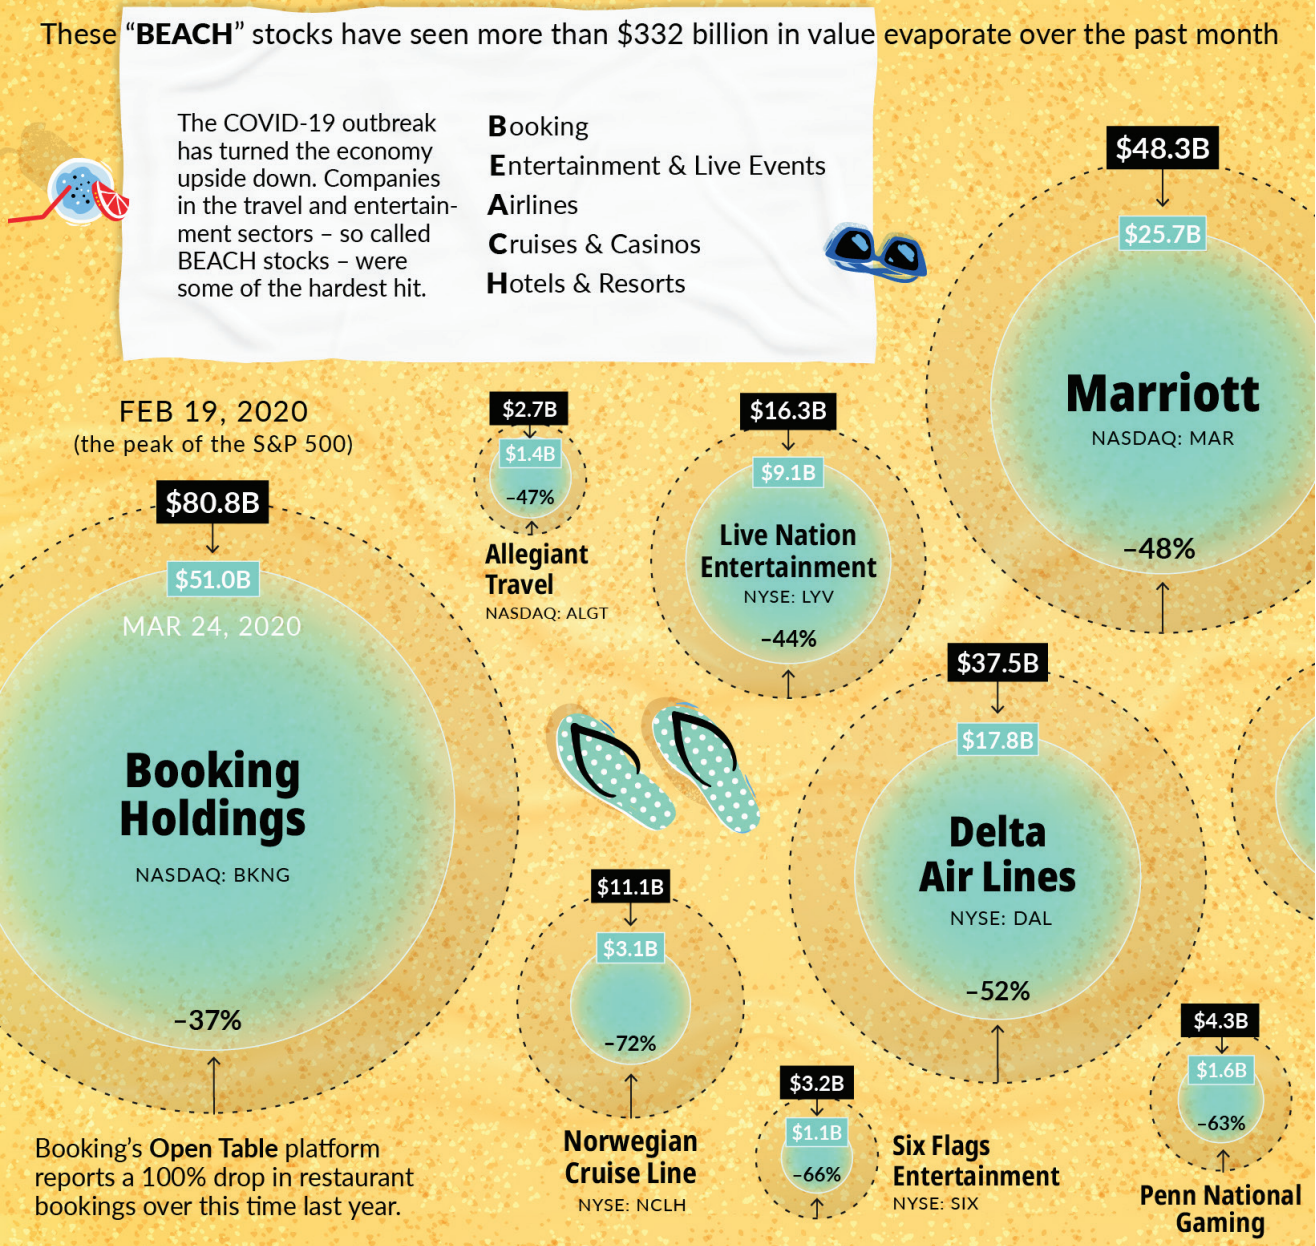 These “BEACH” stocks have seen more than $332 billion in value evaporate over the past month
The COVID-19 outbreak
has turned the economy
upside down. Companies
in the travel and entertain-
ment sectors – so called
BEACH stocks – were
some of the hardest hit.
Booking
Entertainment & Live Events
Airlines
Cruises & Casinos
Hotels & Resorts
$48.3B
$25.7B
Marriott
NASDAQ: MAR
–48%
FEB 19, 2020
(the peak of the S&P 500)
$80.8B
$51.0B
MAR 24, 2020
Booking
Holdings
NASDAQ: BKNG
–37%
Booking’s Open Table platform
reports a 100% drop in restaurant
bookings over this time last year.
$2.7B
$1.4B
–47%
Allegiant
Travel
NASDAQ: ALGT
$16.3B
$9.1B
Live Nation
Entertainment
NYSE: LYV
–44%
$37.5B
$17.8B
Delta
Air Lines
NYSE: DAL
–52%
$11.1B
$3.1B
–72%
Norwegian
Cruise Line
NYSE: NCLH
$3.2B
$1.1B
–66%
Six Flags
Entertainment
NYSE: SIX
$4.3B
$1.6B
–63%
Penn National
Gaming